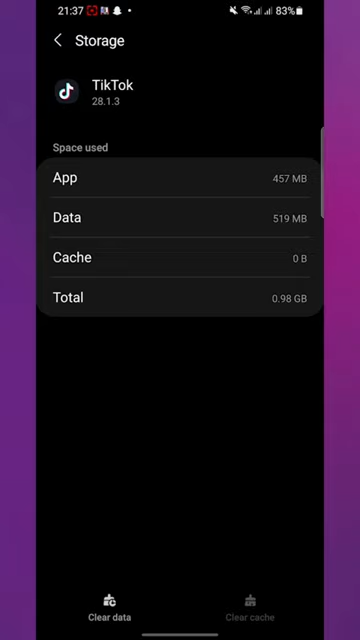 21:37 83%
Storage
TikTok
28.1.3
Space used
App 457 MB
Data 519 MB
Cache 0 B
Total 0.98 GB
Clear data Clear cache